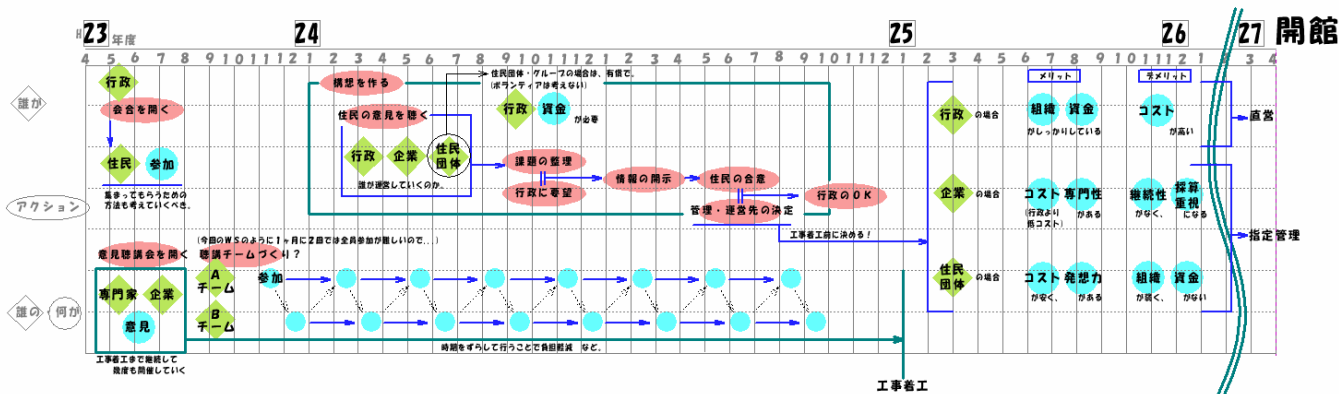 H23年度 24 25 26 27 開館
4 5 6 7 8 9 10 11 12 1 2 3 4 5 6 7 8 9 10 11 12 1 2 3 4 5 6 7 8 9 10 11 12 1 2 3 4 5 6 7 8 9 10 11 12 1 2 3 4
誰が
アクション
誰の 何が
行政
会合を開く
住民 参加
集まってもらうための
方法も考えていくべき。
意見聴講会を開く
専門家 企業
意見
工事着工まで継続して
幾度も開催していく
(今回のWSのように1ヶ月に2回では全員参加が難しいので...)
聴講チームづくり?
A
チーム
B
チーム
参加
時期をずらして行うことで負担軽減 など。
構想を作る
住民の意見を聴く
行政 企業 住民
団体
誰が運営していくのか。
住民団体・グループの場合は、有償で。
(ボランティアは考えない)
行政 資金
が必要
課題の整理
行政に要望
情報の開示
住民の合意
管理・運営先の決定
行政のOK
工事着工前に決める!
工事着工
メリット デメリット
行政 の場合
組織 資金
がしっかりしている
コスト
が高い
直営
企業 の場合
コスト 専門性
(行政より
低コスト)
がある
継続性 採算
重視
がなく、 になる
指定管理
住民
団体 の場合
コスト 発想力
が安く、 がある
組織 資金
が弱く、 がない